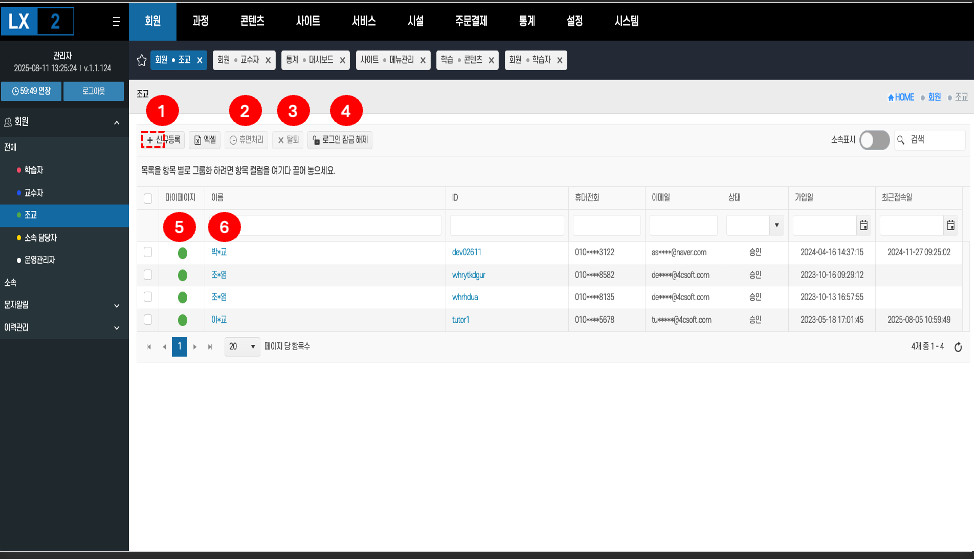 LX 2
회원 과정 콘텐츠 사이트 서비스 시설 주문결제 통계 설정 시스템
관리자
2025-08-11 13:25:24 | v.1.1.124
59:49 연장 로그아웃
회원
전체
학습자
교수자
조교
소속 담당자
운영관리자
소속
문자알림
이력관리
회원 조교 X 회원 교수자 X 통계 대시보드 X 사이트 메뉴관리 X 학습 콘텐츠 X 회원 학습자 X
조교
HOME 회원 조교
1 2 3 4
+ 신규등록 엑셀 휴면처리 X 탈퇴 로그인 잠금 해제 소속표시 검색
목록을 항목 별로 그룹화 하려면 항목 컬럼을 여기다 끌어 놓으세요.
마이페이지 이름 ID 휴대전화 이메일 상태 가입일 최근접속일
5 6
박*교 dev02611 010-****-3122 as****@naver.com 승인 2024-04-16 14:37:15 2024-11-27 09:25:02
조*영 whrytkdgur 010-****-8582 de****@4csoft.com 승인 2023-10-16 09:28:12
조*영 whrhdua 010-****-8135 de****@4csoft.com 승인 2023-10-13 16:57:55
이*교 tutor1 010-****-5678 tu*****@4csoft.com 승인 2023-05-18 17:01:45 2025-08-05 10:59:49
1 20 페이지 당 항목수 4개 중 1 - 4